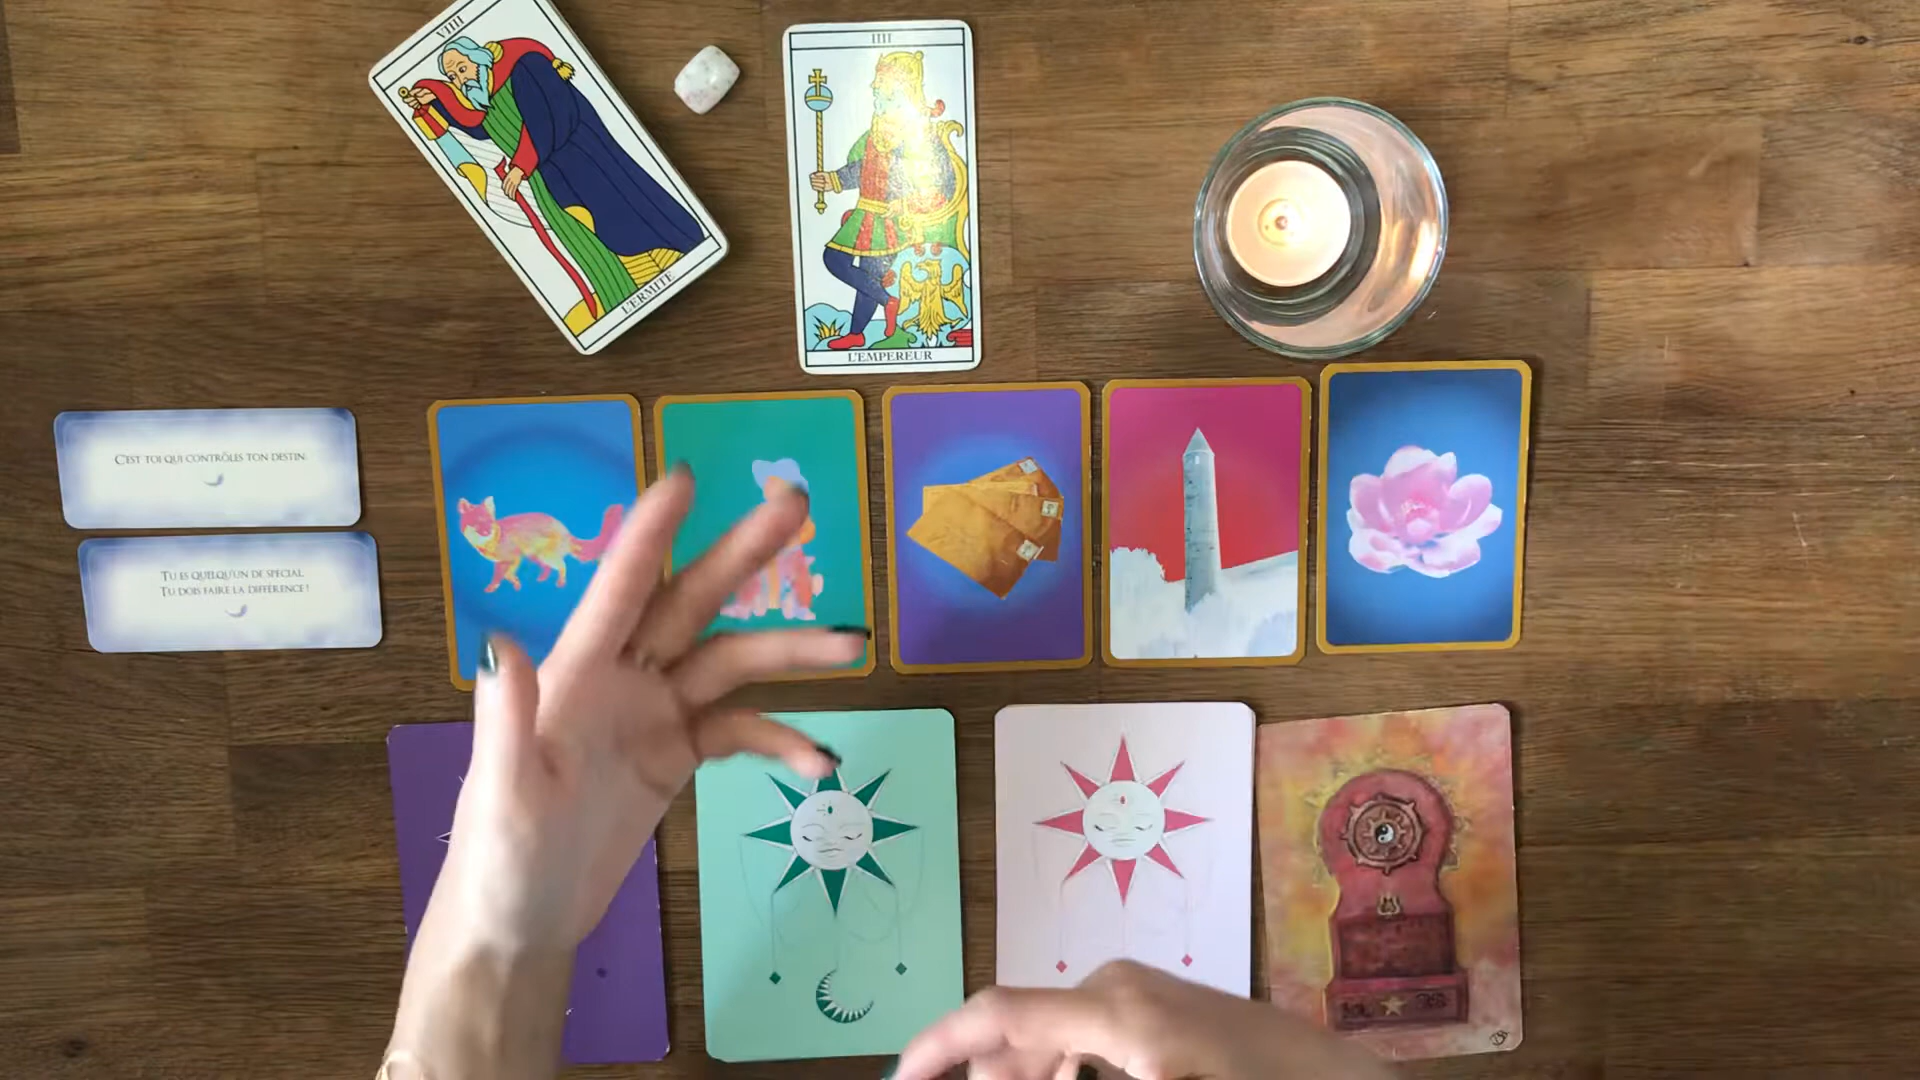 VIIII
L'ERMITE
IIII
L'EMPEREUR
C'EST TOI QUI CONTRÔLES TON DESTIN.
TU ES QUELQU'UN DE SPÉCIAL.
TU DOIS FAIRE LA DIFFÉRENCE !